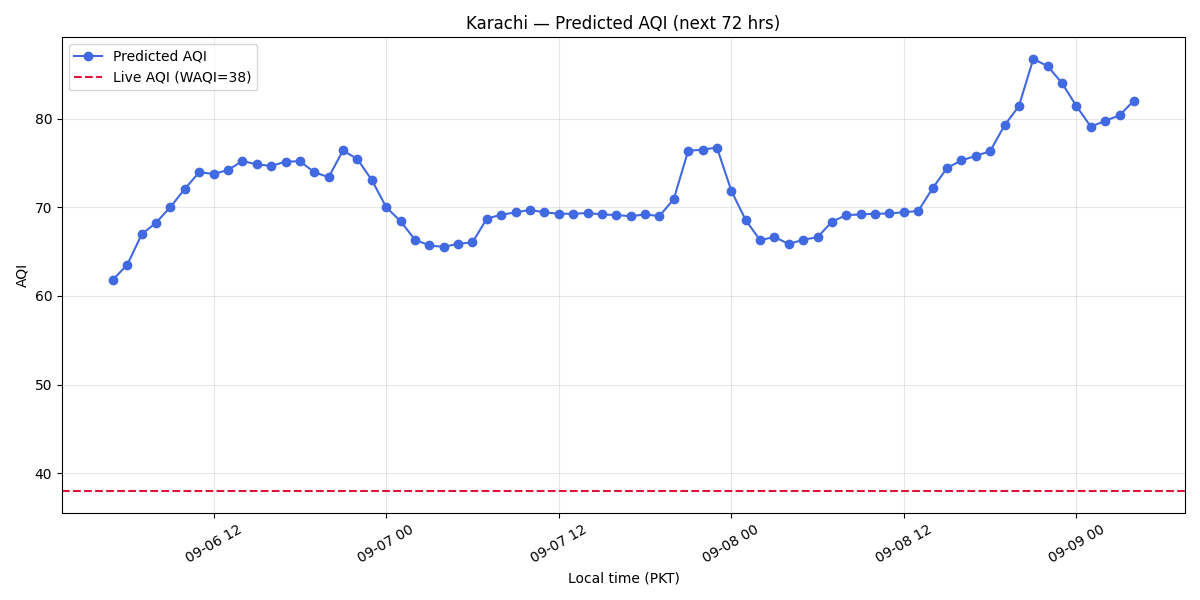 Karachi — Predicted AQI (next 72 hrs)
Predicted AQI
Live AQI (WAQI=38)
AQI
80
70
60
50
40
09-06 12
09-07 00
09-07 12
09-08 00
09-08 12
09-09 00
Local time (PKT)